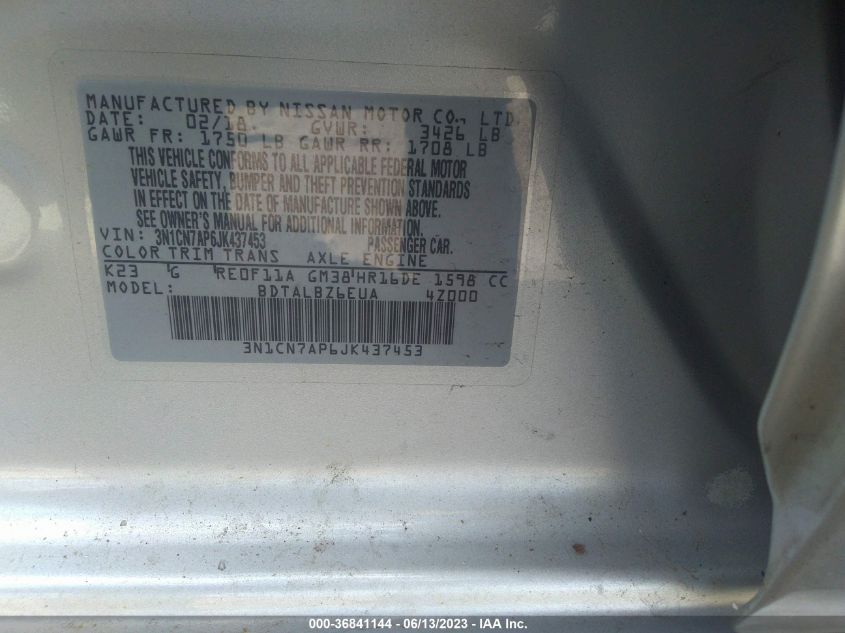 MANUFACTURED BY NISSAN MOTOR CO., LTD.
DATE: 02/18. GVWR: 3426 LB
GAWR FR: 1750 LB GAWR RR: 1708 LB
THIS VEHICLE CONFORMS TO ALL APPLICABLE FEDERAL MOTOR
VEHICLE SAFETY, BUMPER AND THEFT PREVENTION STANDARDS
IN EFFECT ON THE DATE OF MANUFACTURE SHOWN ABOVE.
SEE OWNER'S MANUAL FOR ADDITIONAL INFORMATION.
VIN: 3N1CN7AP6JK437453 PASSENGER CAR.
COLOR TRIM TRANS AXLE ENGINE
K23 G RE0F11A GM38 HR16DE 1598 CC
MODEL: BDTALBZ6EUA 4Z000
3N1CN7AP6JK437453
000-36841144 - 06/13/2023 - IAA Inc.